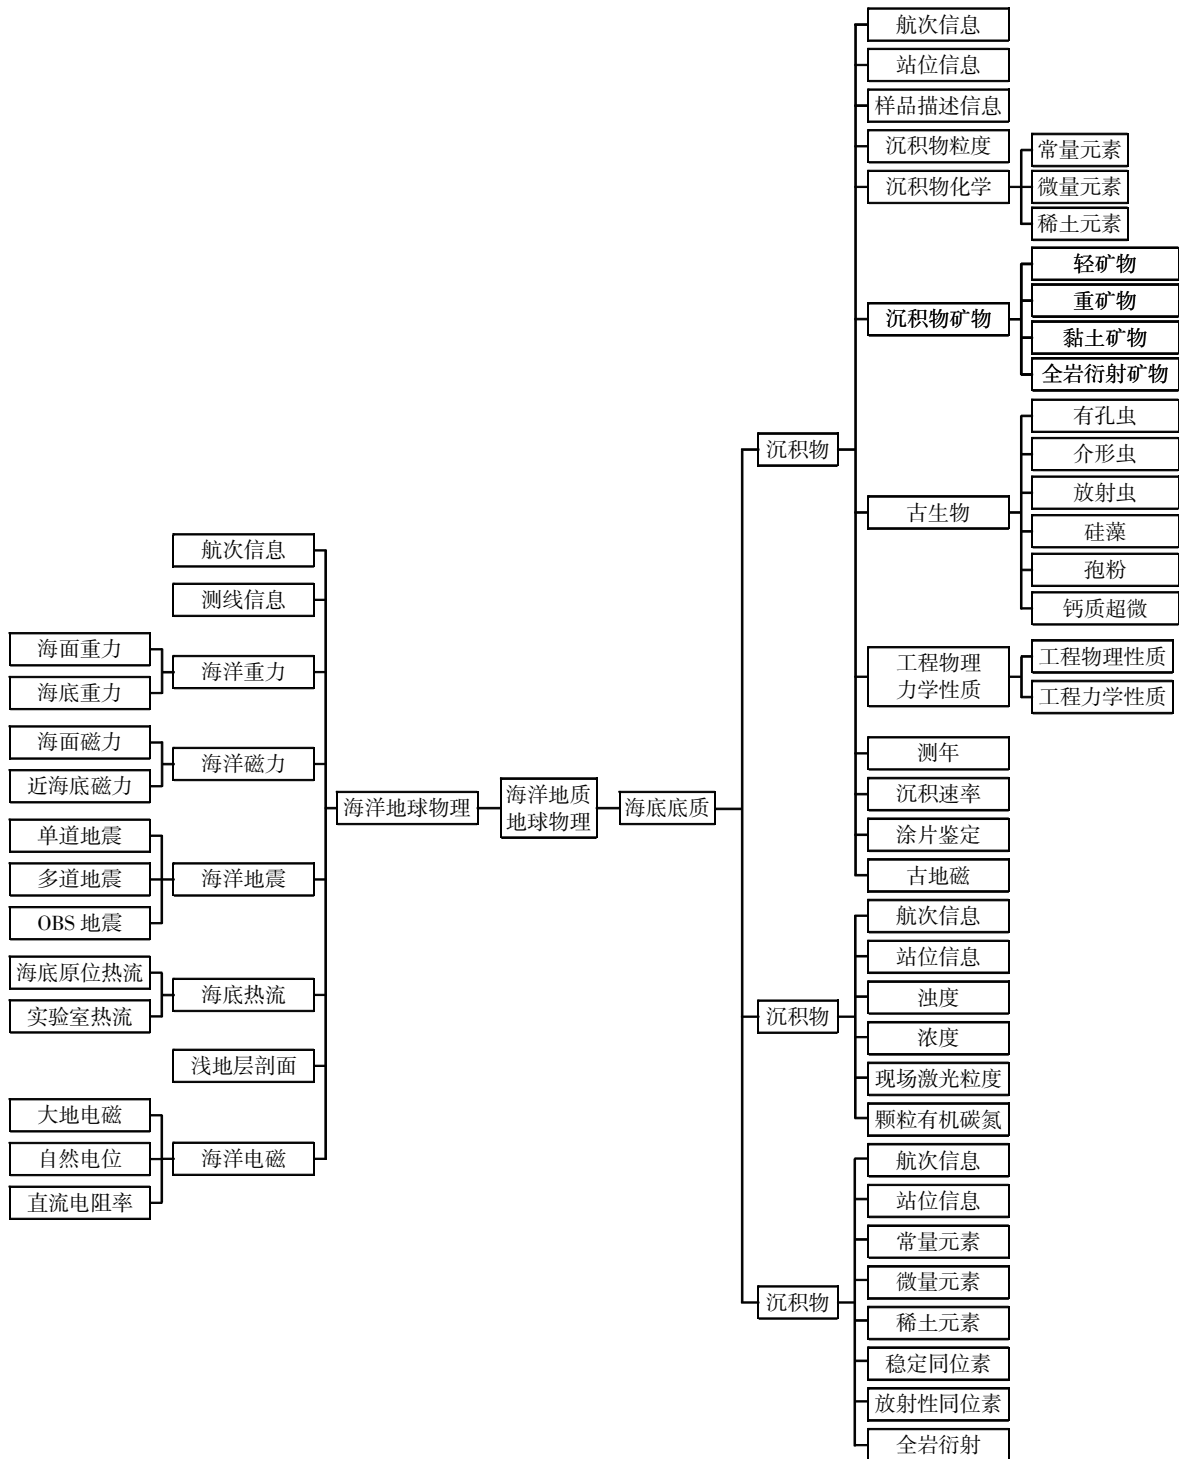 航次信息
测线信息
海面重力
海底重力
海洋重力
海面磁力
近海底磁力
海洋磁力
单道地震
多道地震
OBS 地震
海洋地震
海底原位热流
实验室热流
海底热流
浅地层剖面
大地电磁
自然电位
直流电阻率
海洋电磁
海洋地球物理
海洋地质
地球物理
海底底质
沉积物
航次信息
站位信息
样品描述信息
沉积物粒度
沉积物化学
常量元素
微量元素
稀土元素
沉积物矿物
轻矿物
重矿物
黏土矿物
全岩衍射矿物
古生物
有孔虫
介形虫
放射虫
硅藻
孢粉
钙质超微
工程物理
力学性质
工程物理性质
工程力学性质
测年
沉积速率
涂片鉴定
古地磁
沉积物
航次信息
站位信息
浊度
浓度
现场激光粒度
颗粒有机碳氮
沉积物
航次信息
站位信息
常量元素
微量元素
稀土元素
稳定同位素
放射性同位素
全岩衍射